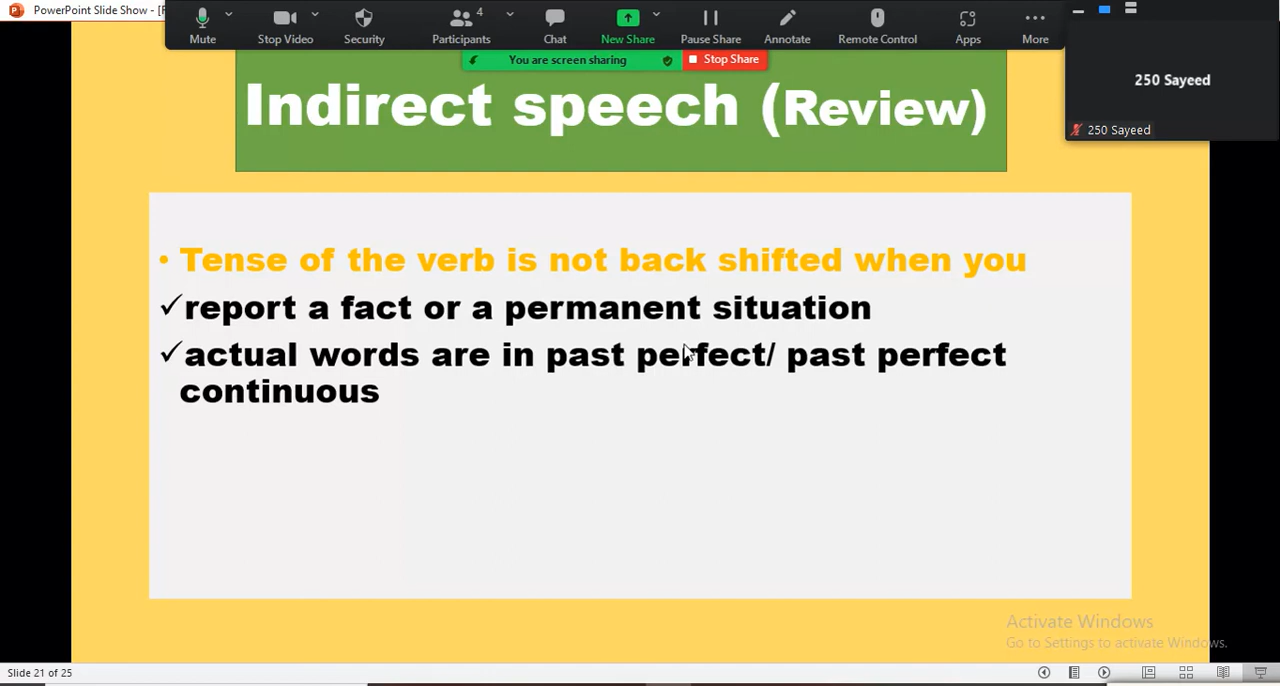 PowerPoint Slide Show - [
4
Mute
Stop Video
Security
Participants
Chat
New Share
Pause Share
Annotate
Remote Control
Apps
More
You are screen sharing
Stop Share
250 Sayeed
250 Sayeed
Indirect speech (Review)
• Tense of the verb is not back shifted when you
✓report a fact or a permanent situation
✓actual words are in past perfect/ past perfect
continuous
Activate Windows
Go to Settings to activate Windows.
Slide 21 of 25